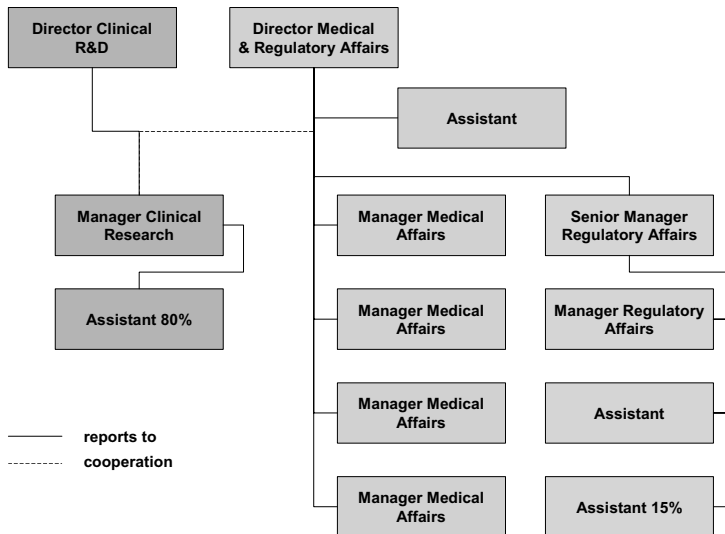 Director Clinical
R&D
Director Medical
& Regulatory Affairs
Assistant
Manager Clinical
Research
Manager Medical
Affairs
Senior Manager
Regulatory Affairs
Assistant 80%
Manager Medical
Affairs
Manager Regulatory
Affairs
Manager Medical
Affairs
Assistant
reports to
cooperation
Manager Medical
Affairs
Assistant 15%